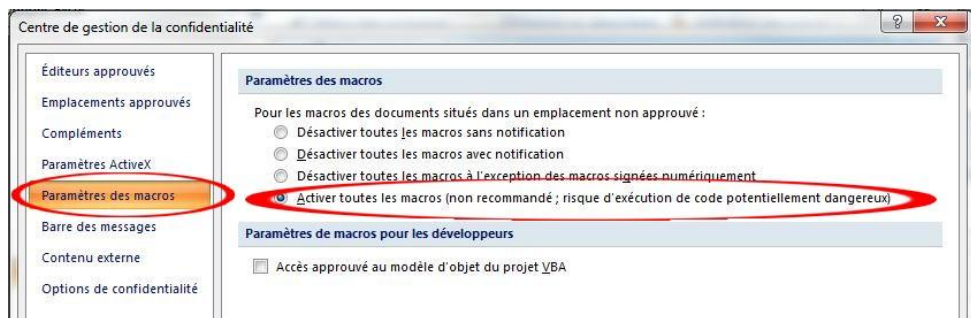 Centre de gestion de la confidentialité
Éditeurs approuvés
Emplacements approuvés
Compléments
Paramètres ActiveX
Paramètres des macros
Barre des messages
Contenu externe
Options de confidentialité
Paramètres des macros
Pour les macros des documents situés dans un emplacement non approuvé :
Désactiver toutes les macros sans notification
Désactiver toutes les macros avec notification
Désactiver toutes les macros à l'exception des macros signées numériquement
Activer toutes les macros (non recommandé ; risque d'exécution de code potentiellement dangereux)
Paramètres de macros pour les développeurs
Accès approuvé au modèle d'objet du projet VBA